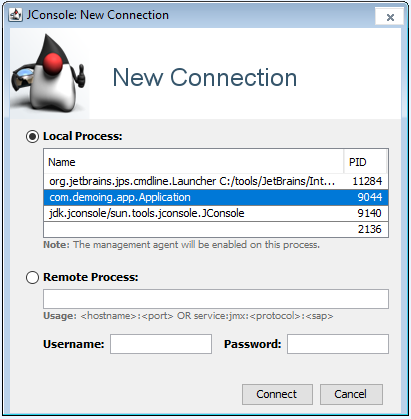 JConsole: New Connection
New Connection
Local Process:
Name PID
org.jetbrains.jps.cmdline.Launcher C:/tools/JetBrains/Int... 11284
com.demoing.app.Application 9044
jdk.jconsole/sun.tools.jconsole.JConsole 9140
2136
Note: The management agent will be enabled on this process.
Remote Process:
Usage: <hostname>:<port> OR service:jmx:<protocol>:<sap>
Username: Password:
Connect Cancel